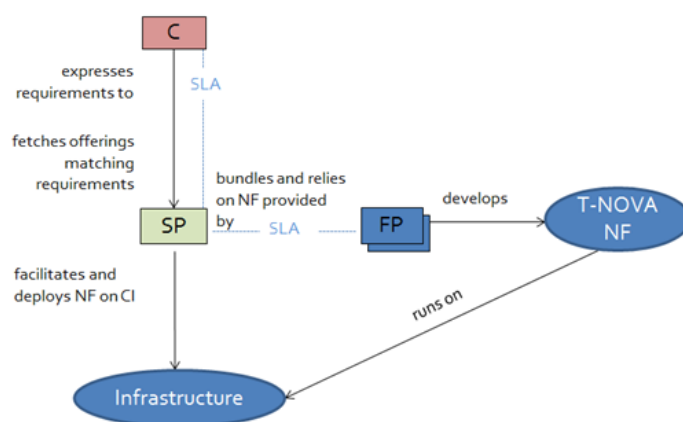 C
expresses
requirements to
SLA
fetches offerings
matching
requirements
bundles and relies
on NF provided
by
SP
SLA
FP
develops
T-NOVA
NF
facilitates and
deploys NF on CI
runs on
Infrastructure